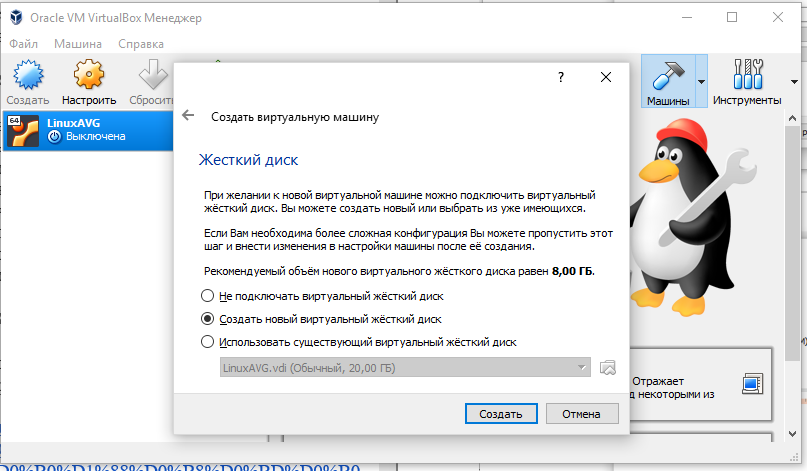 Oracle VM VirtualBox Менеджер
Файл Машина Справка
Создать Настроить Сбросить
Машины Инструменты
64 LinuxAVG
Выключена
? 
Создать виртуальную машину
Жесткий диск
При желании к новой виртуальной машине можно подключить виртуальный
жёсткий диск. Вы можете создать новый или выбрать из уже имеющихся.
Если Вам необходима более сложная конфигурация Вы можете пропустить этот
шаг и внести изменения в настройки машины после её создания.
Рекомендуемый объём нового виртуального жёсткого диска равен 8,00 ГБ.
Не подключать виртуальный жёсткий диск
Создать новый виртуальный жёсткий диск
Использовать существующий виртуальный жёсткий диск
LinuxAVG.vdi (Обычный, 20,00 ГБ)
Создать Отмена
Отражает
д некоторыми из
D0%B0%D1%88%D0%B8%D0%BD%D0%B0